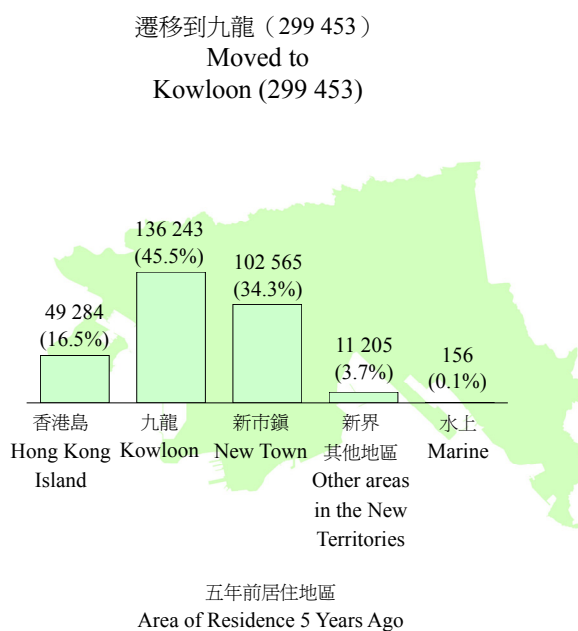 遷移到九龍（299 453）
Moved to
Kowloon (299 453)
136 243
(45.5%)
102 565
(34.3%)
49 284
(16.5%)
11 205
(3.7%)
156
(0.1%)
香港島
Hong Kong
Island
九龍
Kowloon
新市鎮
New Town
新界
其他地區
Other areas
in the New
Territories
水上
Marine
五年前居住地區
Area of Residence 5 Years Ago